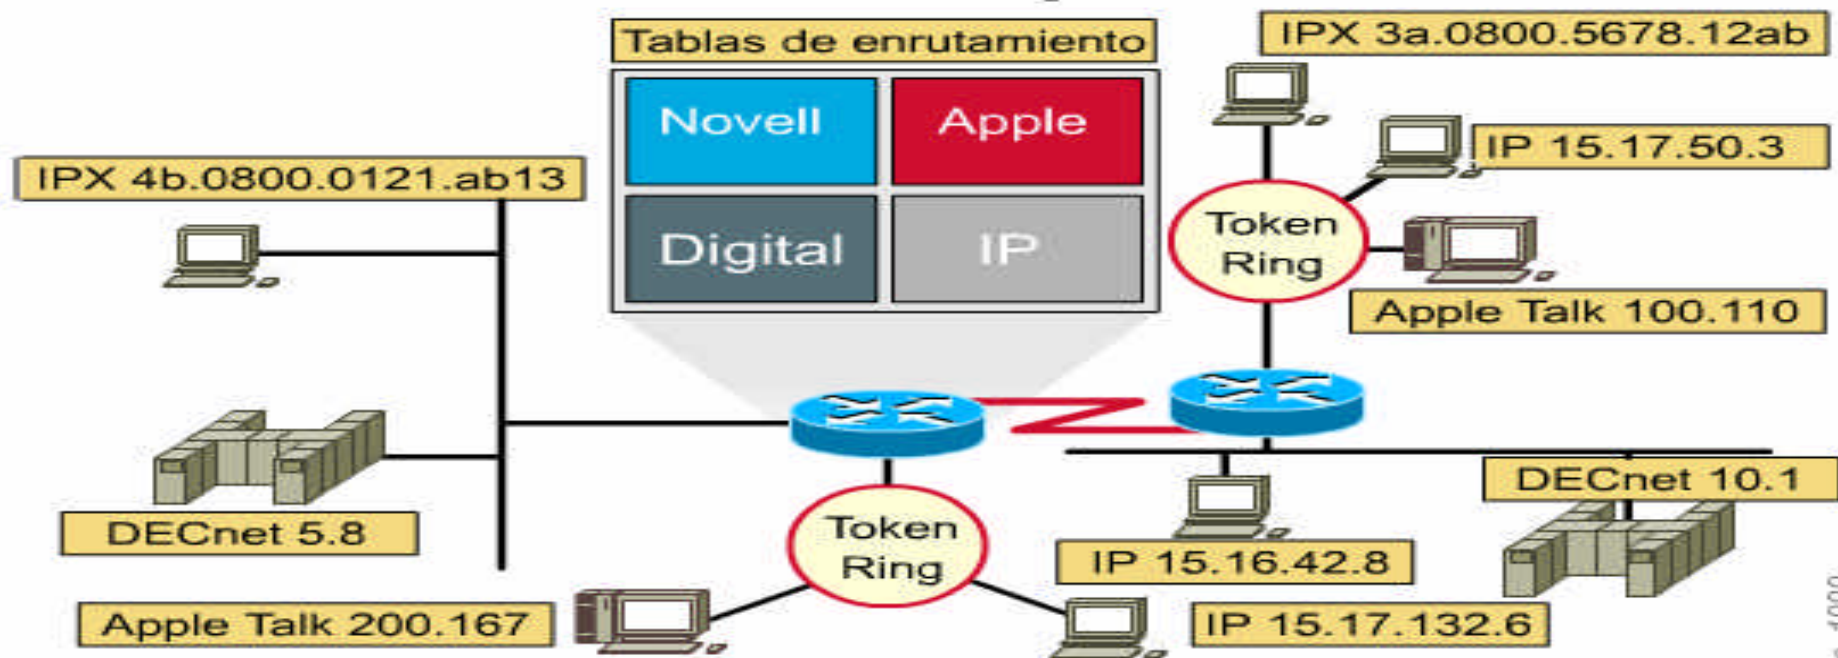 Tablas de enrutamiento
IPX 3a.0800.5678.12ab
Novell
Apple
IP 15.17.50.3
IPX 4b.0800.0121.ab13
Token
Ring
Digital
IP
Apple Talk 100.110
DECnet 10.1
DECnet 5.8
Token
Ring
IP 15.16.42.8
Apple Talk 200.167
IP 15.17.132.6